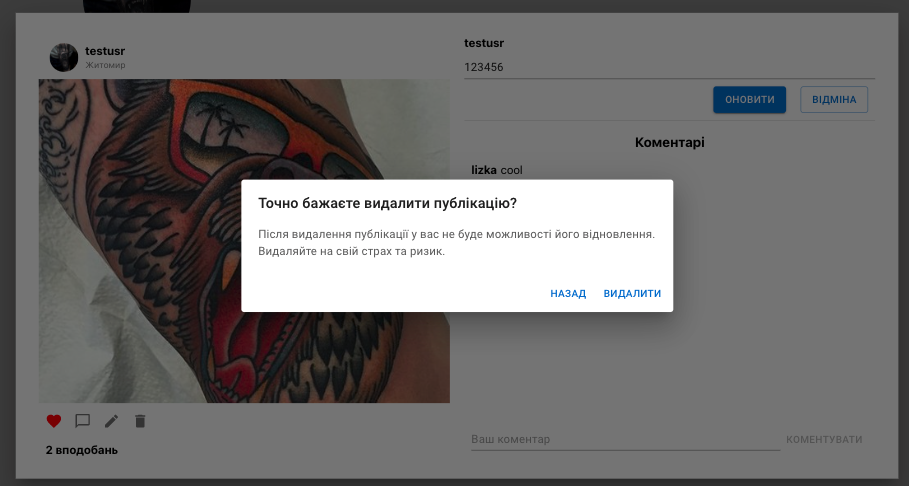 testusr
Житомир
2 вподобань
testusr
123456
ОНОВИТИ
ВІДМІНА
Коментарі
lizka cool
Ваш коментар
КОМЕНТУВАТИ
Точно бажаєте видалити публікацію?
Після видалення публікації у вас не буде можливості його відновлення.
Видаляйте на свій страх та ризик.
НАЗАД
ВИДАЛИТИ